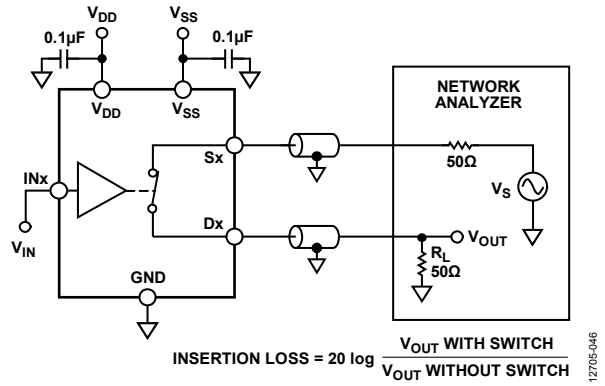 VDD
VSS
0.1µF
0.1µF
VDD
VSS
NETWORK
ANALYZER
Sx
50Ω
INx
VS
Dx
VOUT
VIN
RL
50Ω
GND
INSERTION LOSS = 20 log
VOUT WITH SWITCH
VOUT WITHOUT SWITCH
12705-046